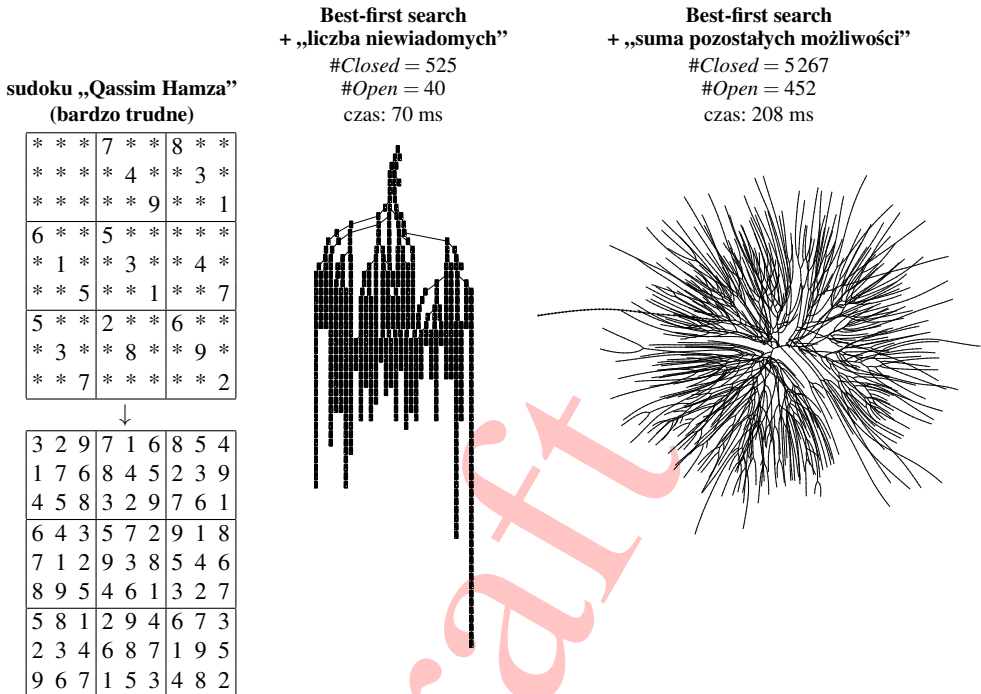 sudoku „Qassim Hamza”
(bardzo trudne)
* * * 7 * * 8 * *
* * * * 4 * * 3 *
* * * * * 9 * * 1
6 * * 5 * * * * *
* 1 * * 3 * * 4 *
* * 5 * * 1 * * 7
5 * * 2 * * 6 * *
* 3 * * 8 * * 9 *
* * 7 * * * * * 2
↓
3 2 9 7 1 6 8 5 4
1 7 6 8 4 5 2 3 9
4 5 8 3 2 9 7 6 1
6 4 3 5 7 2 9 1 8
7 1 2 9 3 8 5 4 6
8 9 5 4 6 1 3 2 7
5 8 1 2 9 4 6 7 3
2 3 4 6 8 7 1 9 5
9 6 7 1 5 3 4 8 2
Best-first search
+ „liczba niewiadomych”
#Closed = 525
#Open = 40
czas: 70 ms
Best-first search
+ „suma pozostałych możliwości”
#Closed = 5 267
#Open = 452
czas: 208 ms
aft